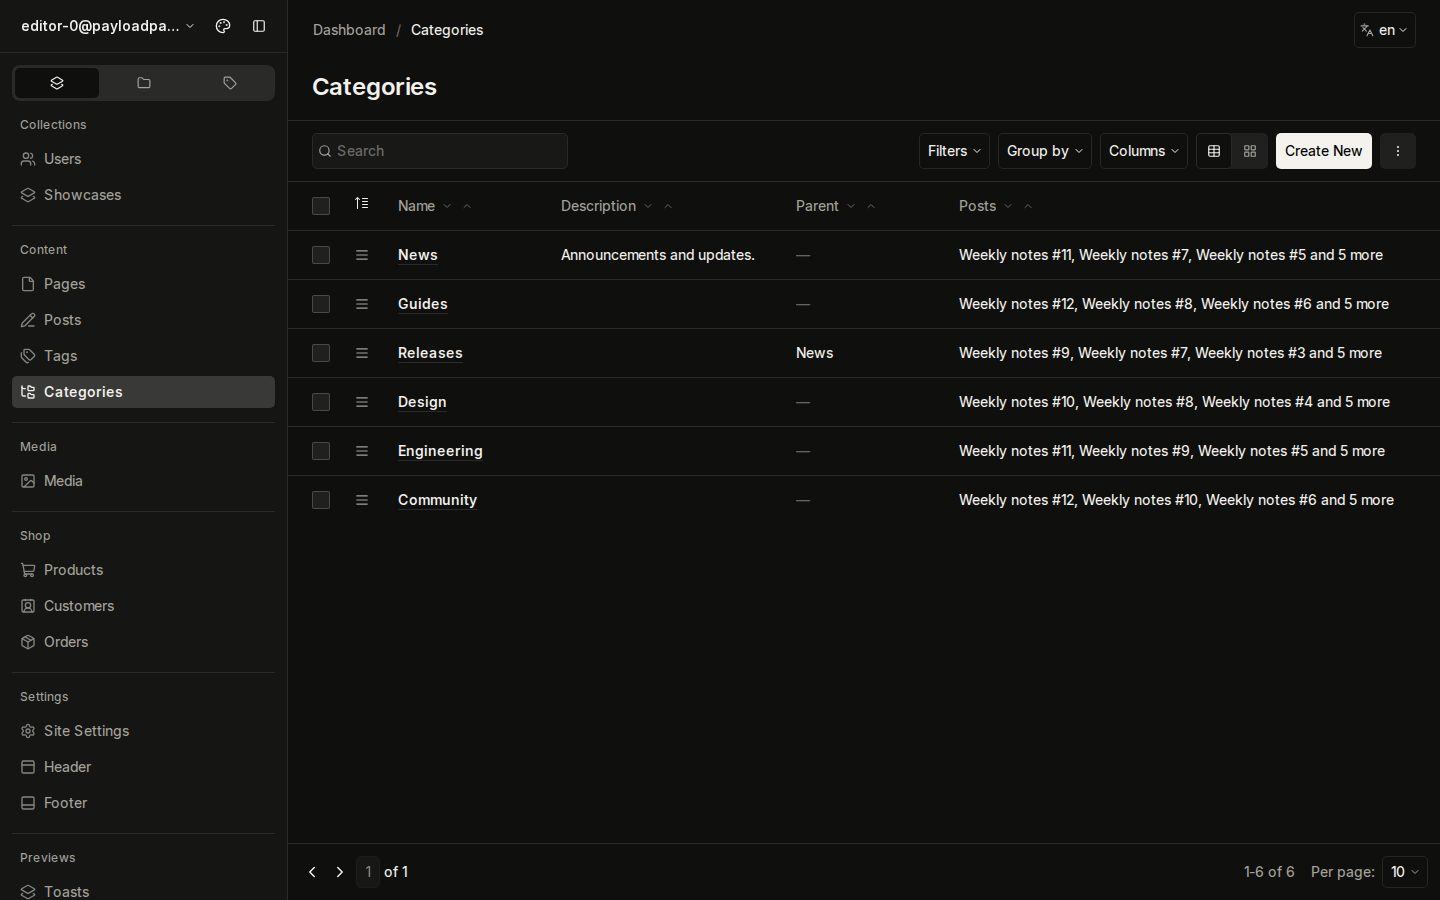 editor-0@payloadpa...
Dashboard / Categories
en
Categories
Collections
Users
Showcases
Content
Pages
Posts
Tags
Categories
Media
Media
Shop
Products
Customers
Orders
Settings
Site Settings
Header
Footer
Previews
Toasts
Search
Filters
Group by
Columns
Create New
Name Description Parent Posts
News Announcements and updates. — Weekly notes #11, Weekly notes #7, Weekly notes #5 and 5 more
Guides — Weekly notes #12, Weekly notes #8, Weekly notes #6 and 5 more
Releases News Weekly notes #9, Weekly notes #7, Weekly notes #3 and 5 more
Design — Weekly notes #10, Weekly notes #8, Weekly notes #4 and 5 more
Engineering — Weekly notes #11, Weekly notes #9, Weekly notes #5 and 5 more
Community — Weekly notes #12, Weekly notes #10, Weekly notes #6 and 5 more
1 of 1
1-6 of 6
Per page: 10